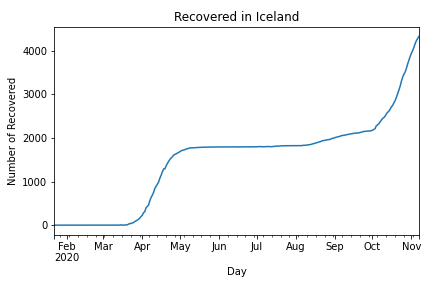 Recovered in Iceland
Number of Recovered
4000
3000
2000
1000
0
Feb Mar Apr May Jun Jul Aug Sep Oct Nov
2020
Day